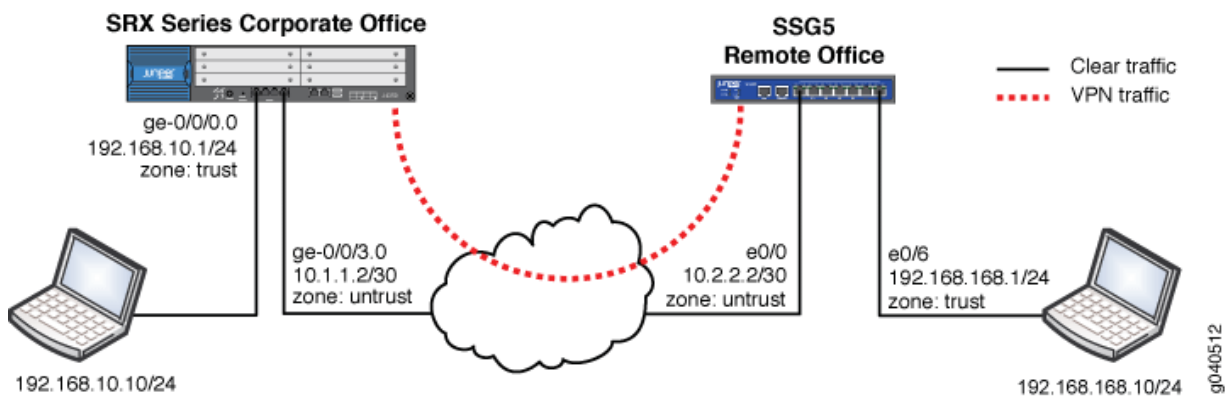 SRX Series Corporate Office
SSG5
Remote Office
Clear traffic
VPN traffic
ge-0/0/0.0
192.168.10.1/24
zone: trust
ge-0/0/3.0
10.1.1.2/30
zone: untrust
e0/0
10.2.2.2/30
zone: untrust
e0/6
192.168.168.1/24
zone: trust
192.168.10.10/24
192.168.168.10/24
g040512